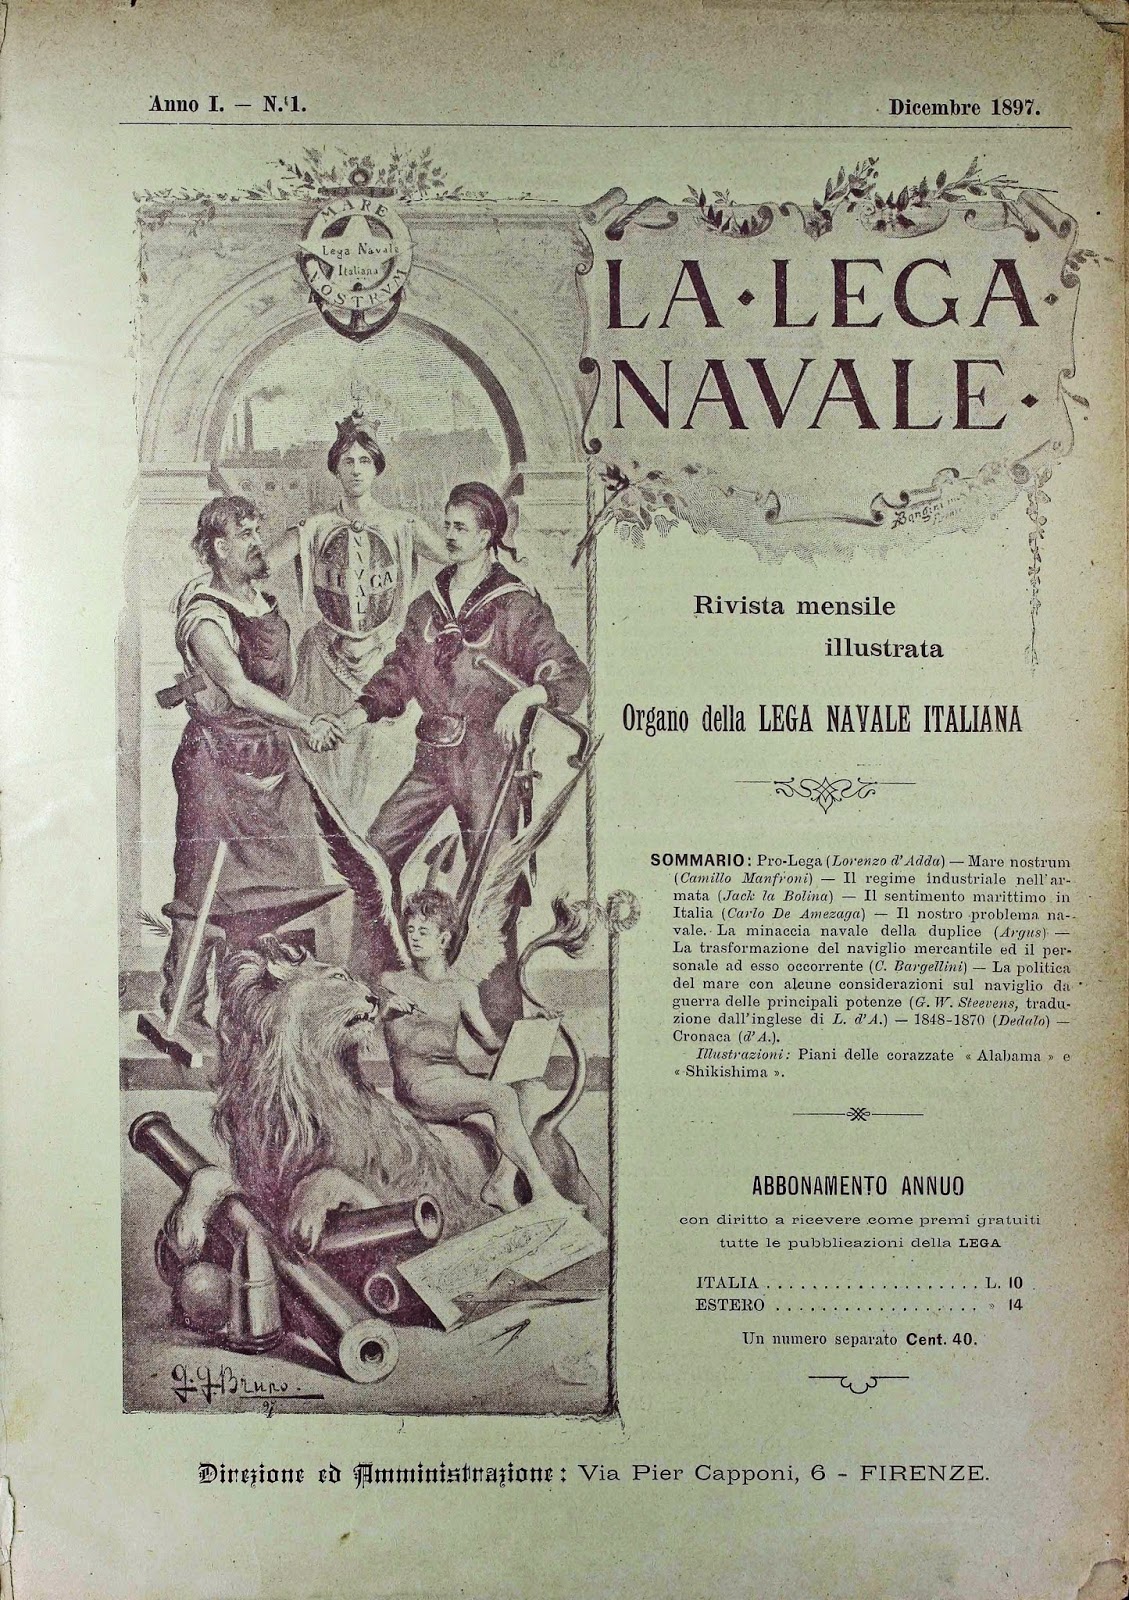 Anno I. — N. 1.
Dicembre 1897.
MARE
Lega Navale
Italiana
NOSTRVM
LA · LEGA ·
NAVALE ·
NAVALE
LEGA
Rivista mensile
illustrata
Organo della LEGA NAVALE ITALIANA
SOMMARIO: Pro-Lega (Lorenzo d'Adda) — Mare nostrum
(Camillo Manfroni) — Il regime industriale nell'ar-
mata (Jack la Bolina) — Il sentimento marittimo in
Italia (Carlo De Amezaga) — Il nostro problema na-
vale. La minaccia navale della duplice (Argus) —
La trasformazione del naviglio mercantile ed il per-
sonale ad esso occorrente (C. Bargellini) — La politica
del mare con alcune considerazioni sul naviglio da
guerra delle principali potenze (G. W. Steevens, tradu-
zione dall'inglese di L. d'A.) — 1848-1870 (Dedalo) —
Cronaca (d'A.).
Illustrazioni: Piani delle corazzate « Alabama » e
« Shikishima ».
ABBONAMENTO ANNUO
con diritto a ricevere come premî gratuiti
tutte le pubblicazioni della LEGA
ITALIA . . . . . . . . . . . . . . . . . . . L. 10
ESTERO . . . . . . . . . . . . . . . . . . » 14
Un numero separato Cent. 40.
G. G. Bruno.
97
Direzione ed Amministrazione: Via Pier Capponi, 6 - FIRENZE.